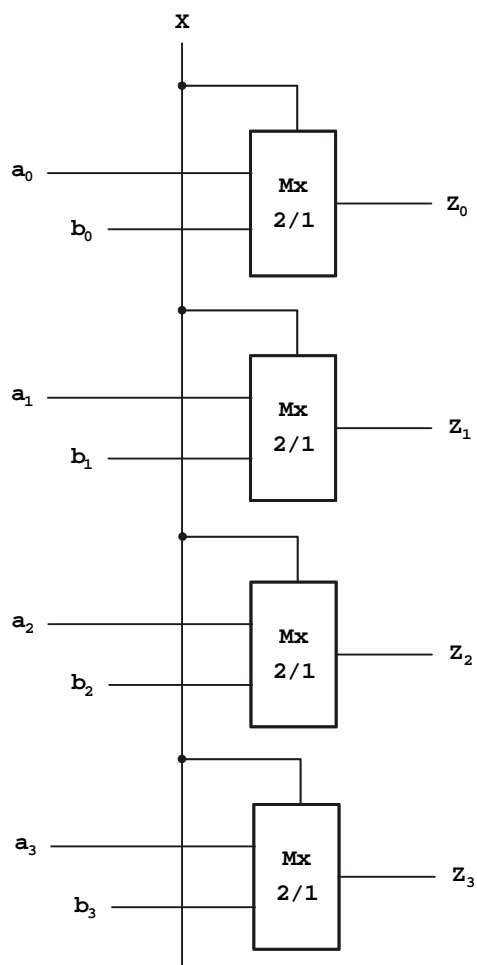 X
a₀
Mx
2/1
Z₀
b₀
a₁
Mx
2/1
Z₁
b₁
a₂
Mx
2/1
Z₂
b₂
a₃
Mx
2/1
Z₃
b₃